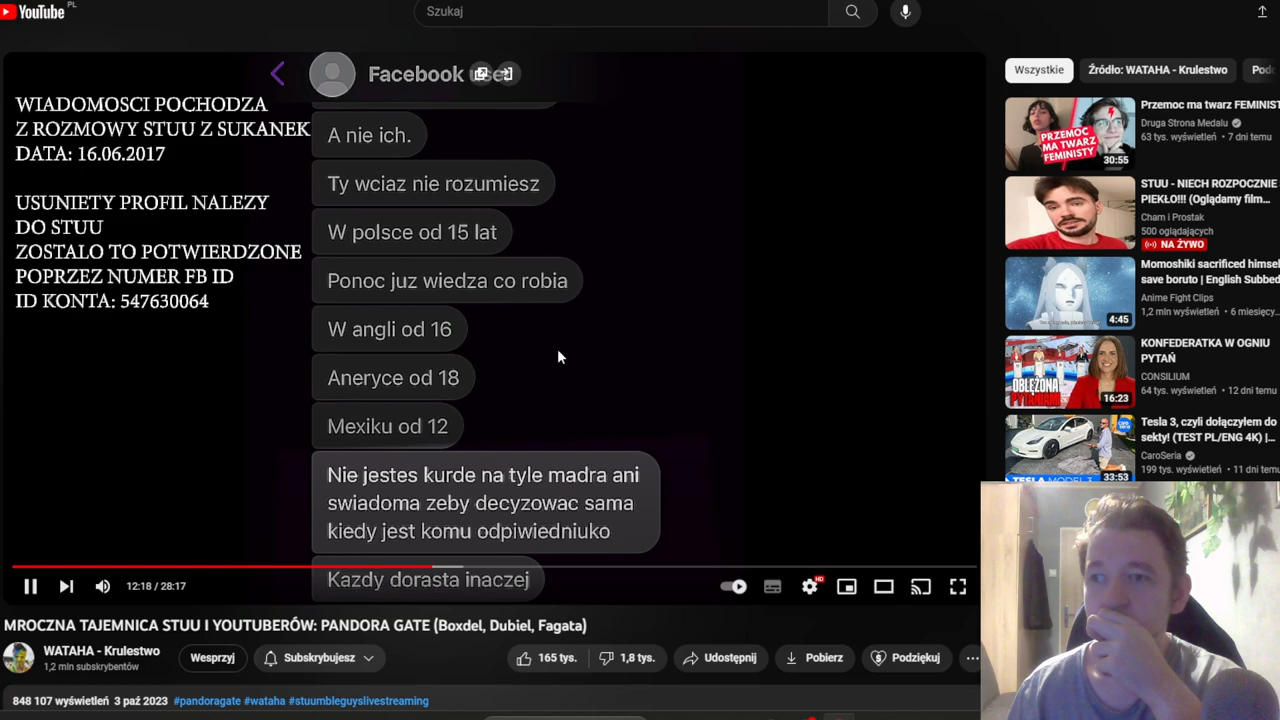 YouTube PL
Szukaj
WIADOMOSCI POCHODZA
Z ROZMOWY STUU Z SUKANEK
DATA: 16.06.2017
USUNIETY PROFIL NALEZY
DO STUU
ZOSTALO TO POTWIERDZONE
POPRZEZ NUMER FB ID
ID KONTA: 547630064
Facebook
A nie ich.
Ty wciaz nie rozumiesz
W polsce od 15 lat
Ponoc juz wiedza co robia
W angli od 16
Aneryce od 18
Mexiku od 12
Nie jestes kurde na tyle madra ani
swiadoma zeby decyzowac sama
kiedy jest komu odpiwiedniuko
Kazdy dorasta inaczej
12:18 / 28:17
HD
MROCZNA TAJEMNICA STUU I YOUTUBERÓW: PANDORA GATE (Boxdel, Dubiel, Fagata)
WATAHA - Krulestwo
1,2 mln subskrybentów
Wesprzyj
Subskrybujesz
165 tys.
1,8 tys.
Udostępnij
Pobierz
Podziękuj
848 107 wyświetleń 3 paź 2023 #pandoragate #wataha #stuumbleguyslivestreaming
Wszystkie
Źródło: WATAHA - Krulestwo
PRZEMOC
MA TWARZ
FEMINISTY
30:55
Przemoc ma twarz FEMINIST
Druga Strona Medalu
63 tys. wyświetleń • 7 dni temu
STUU - NIECH ROZPOCZNIE
PIEKŁO!!! (Oglądamy film...
Cham i Prostak
500 oglądających
NA ŻYWO
4:45
Momoshiki sacrificed himse
save boruto | English Subbed
Anime Fight Clips
1,2 mln wyświetleń • 6 miesięcy...
OBLĘŻONA
PYTANIAMI
16:23
KONFEDERATKA W OGNIU
PYTAŃ
CONSILIUM
64 tys. wyświetleń • 12 dni temu
TESLA MODEL 3
33:53
Tesla 3, czyli dołączyłem do
sekty! (TEST PL/ENG 4K) |...
CaroSeria
199 tys. wyświetleń • 11 dni tem